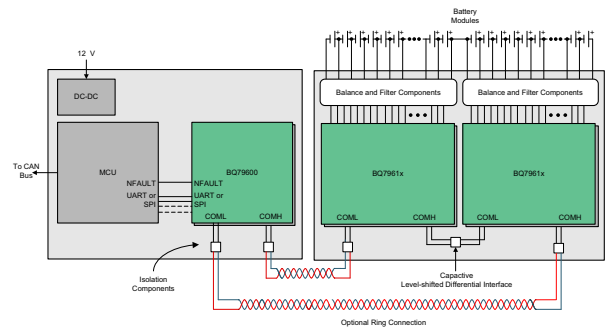 Battery
Modules
12 V
DC-DC
Balance and Filter Components
Balance and Filter Components
To CAN
Bus
MCU
NFAULT
UART or
SPI
BQ79600
NFAULT
UART or
SPI
COML
COMH
BQ7961x
COML
COMH
BQ7961x
COML
COMH
Isolation
Components
Capactive
Level-shifted Differential Interface
Optional Ring Connection